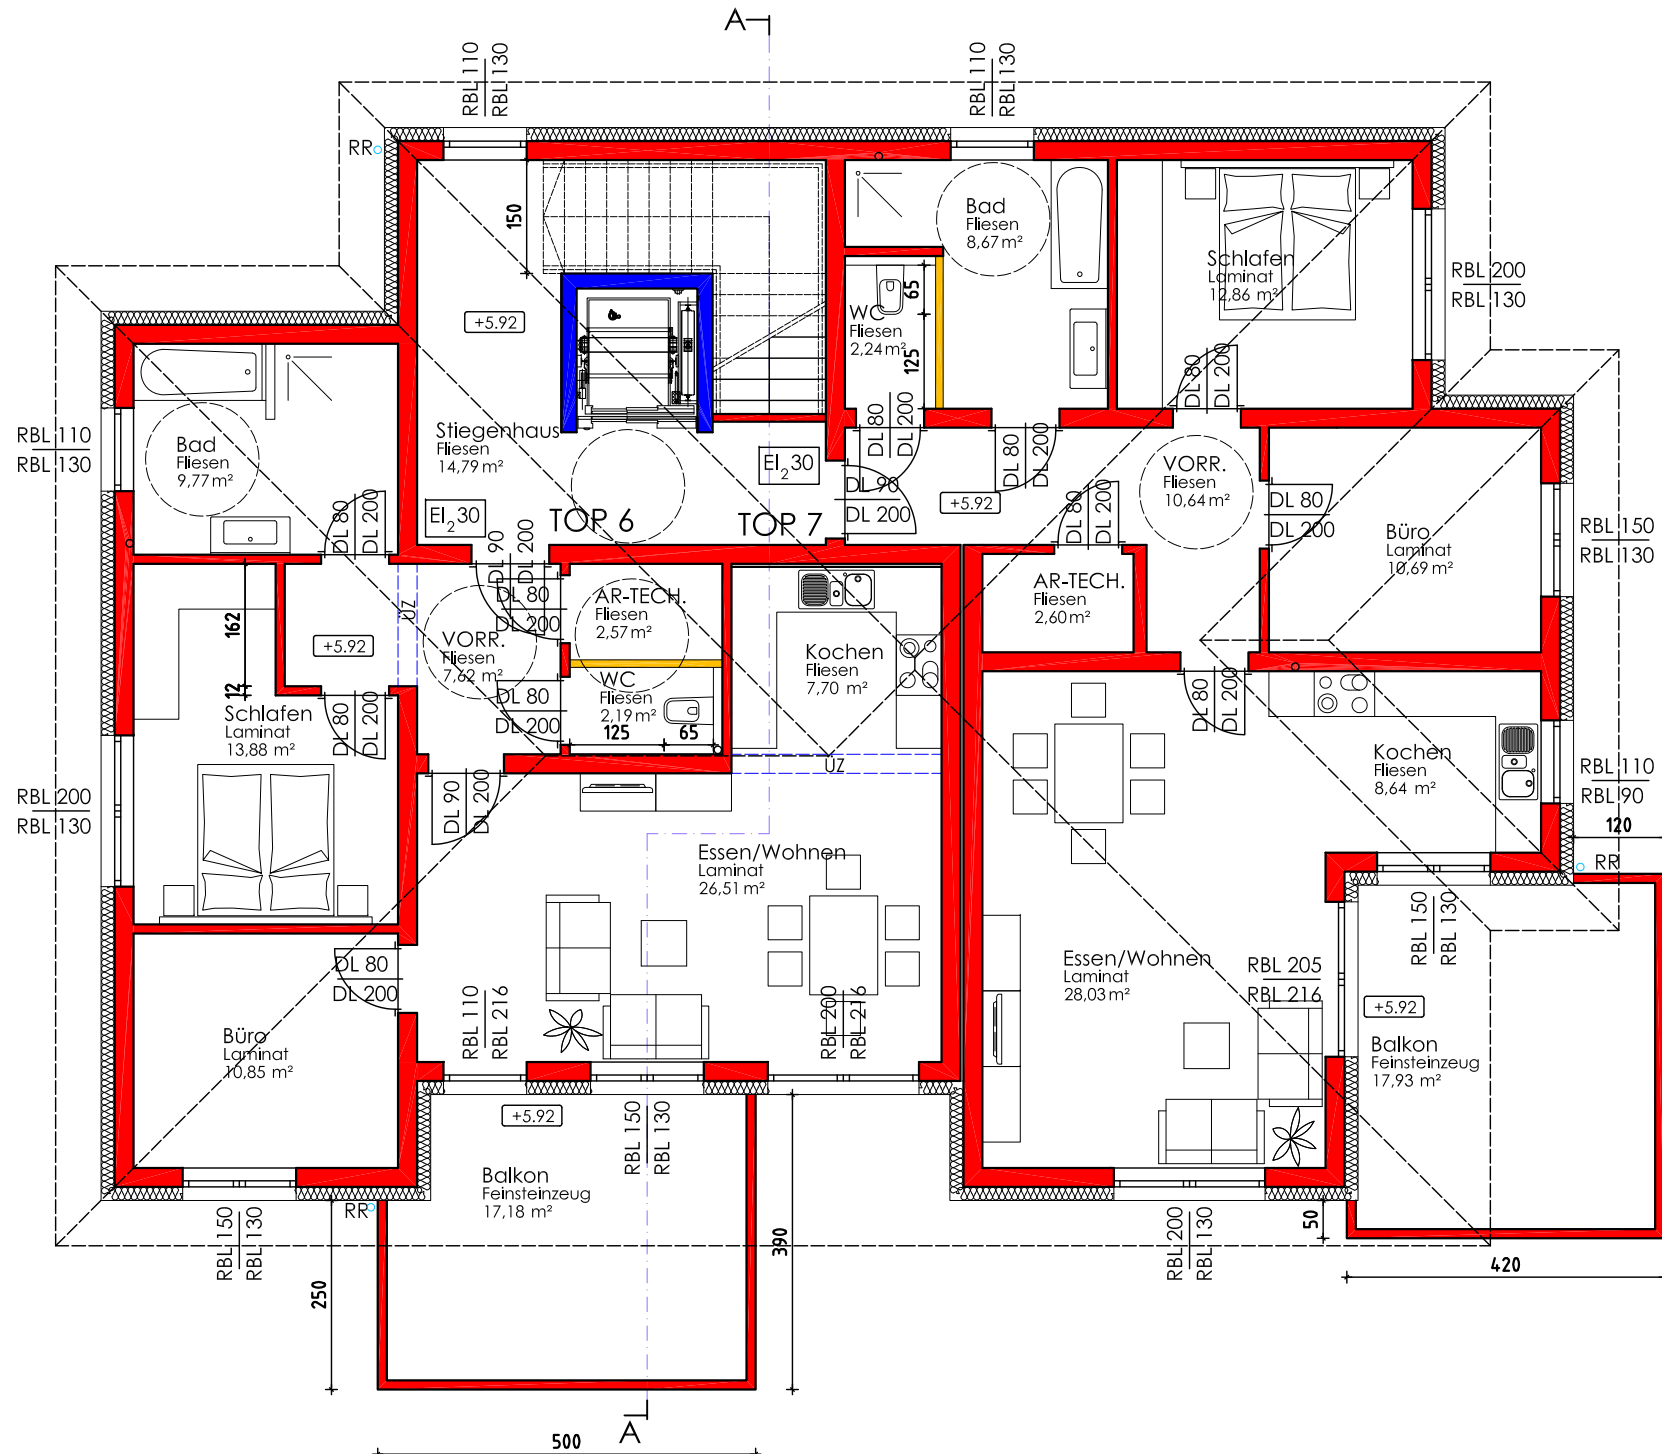 A
RBL 110
RBL 130
RBL 110
RBL 130
RR
150
Bad
Fliesen
8,67 m²
Schlafen
Laminat
12,86 m²
RBL 200
RBL 130
65
WC
Fliesen
2,24 m²
125
+5.92
DL 80
DL 200
DL 80
DL 200
DL 80
DL 200
RBL 110
RBL 130
Bad
Fliesen
9,77 m²
Stiegenhaus
Fliesen
14,79 m²
EI₂30
EI₂30
TOP 6
TOP 7
DL 90
DL 200
+5.92
VORR.
Fliesen
10,64 m²
DL 80
DL 200
DL 80
DL 200
Büro
Laminat
10,69 m²
RBL 150
RBL 130
DL 80
DL 200
DL 90
DL 200
DL 80
DL 200
UZ
162
12
+5.92
VORR.
Fliesen
7,62 m²
AR-TECH.
Fliesen
2,57 m²
AR-TECH.
Fliesen
2,60 m²
Kochen
Fliesen
7,70 m²
WC
Fliesen
2,19 m²
DL 80
DL 200
125
65
UZ
Schlafen
Laminat
13,88 m²
DL 80
DL 200
DL 80
DL 200
RBL 200
RBL 130
DL 90
DL 200
Kochen
Fliesen
8,64 m²
RBL 110
RBL 90
120
RR
Essen/Wohnen
Laminat
26,51 m²
RBL 150
RBL 130
DL 80
DL 200
Essen/Wohnen
Laminat
28,03 m²
RBL 205
RBL 216
+5.92
RBL 110
RBL 216
RBL 200
RBL 216
Büro
Laminat
10,85 m²
Balkon
Feinsteinzeug
17,93 m²
+5.92
RBL 150
RBL 130
Balkon
Feinsteinzeug
17,18 m²
RR
RBL 150
RBL 130
250
390
RBL 200
RBL 130
50
420
A
500